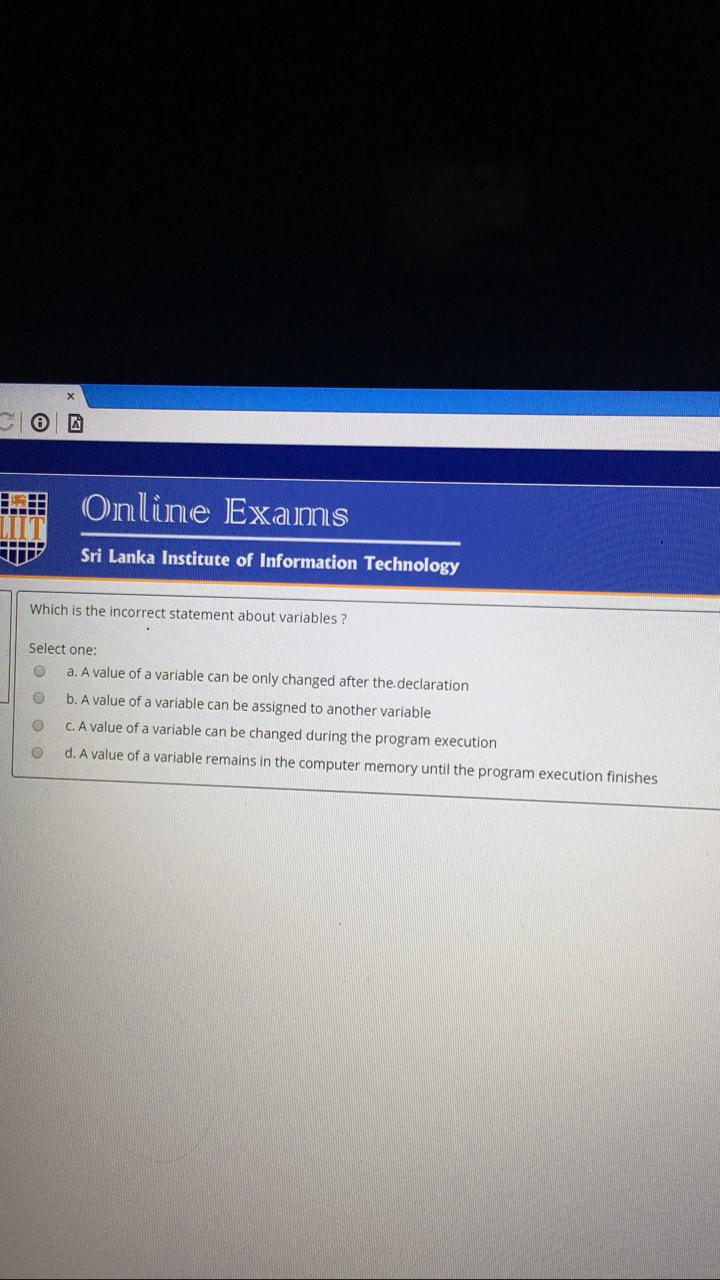 LIIT
Online Exams
Sri Lanka Institute of Information Technology
Which is the incorrect statement about variables ?
Select one:
a. A value of a variable can be only changed after the declaration
b. A value of a variable can be assigned to another variable
c. A value of a variable can be changed during the program execution
d. A value of a variable remains in the computer memory until the program execution finishes